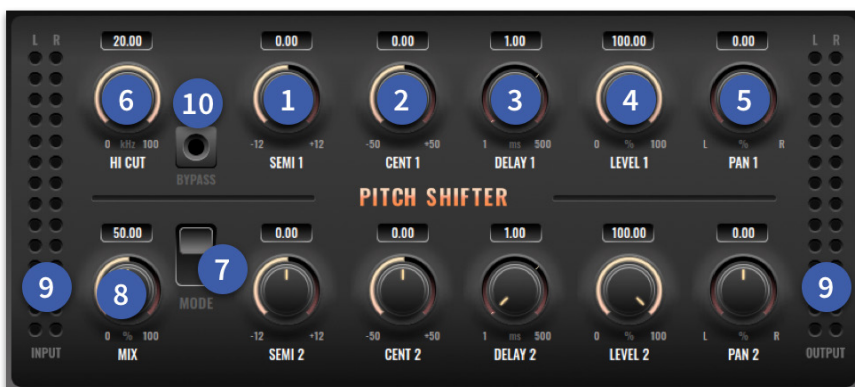 L R
20.00
0.00
0.00
1.00
100.00
0.00
L R
6
10
1
2
3
4
5
0 kHz 100
-12 +12
-50 +50
1 ms 500
0 % 100
L % R
HI CUT
BYPASS
SEMI 1
CENT 1
DELAY 1
LEVEL 1
PAN 1
PITCH SHIFTER
50.00
0.00
0.00
1.00
100.00
0.00
9
8
7
9
MODE
0 % 100
-12 +12
-50 +50
1 ms 500
0 % 100
L % R
INPUT
MIX
SEMI 2
CENT 2
DELAY 2
LEVEL 2
PAN 2
OUTPUT